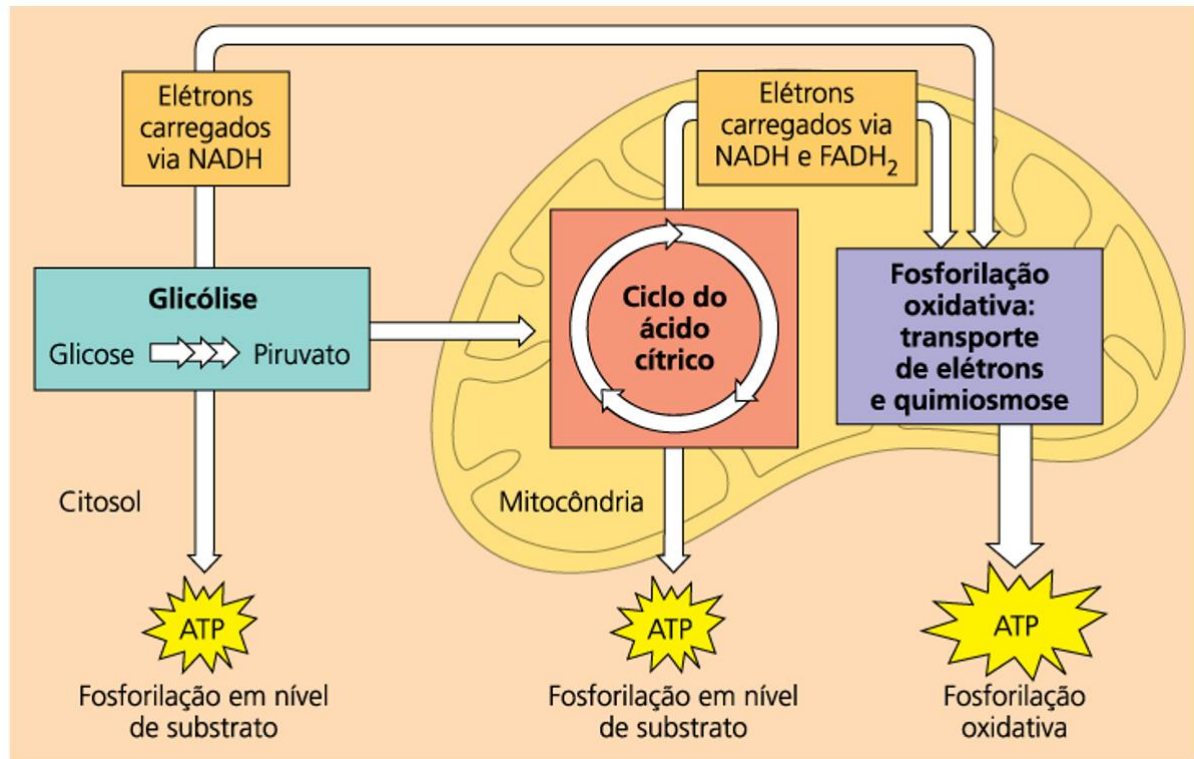 Elétrons
carregados
via NADH
Elétrons
carregados via
NADH e FADH₂
Glicólise
Glicose Piruvato
Ciclo do
ácido
cítrico
Fosforilação
oxidativa:
transporte
de elétrons
e quimiosmose
Citosol
Mitocôndria
ATP
ATP
ATP
Fosforilação em nível
de substrato
Fosforilação em nível
de substrato
Fosforilação
oxidativa